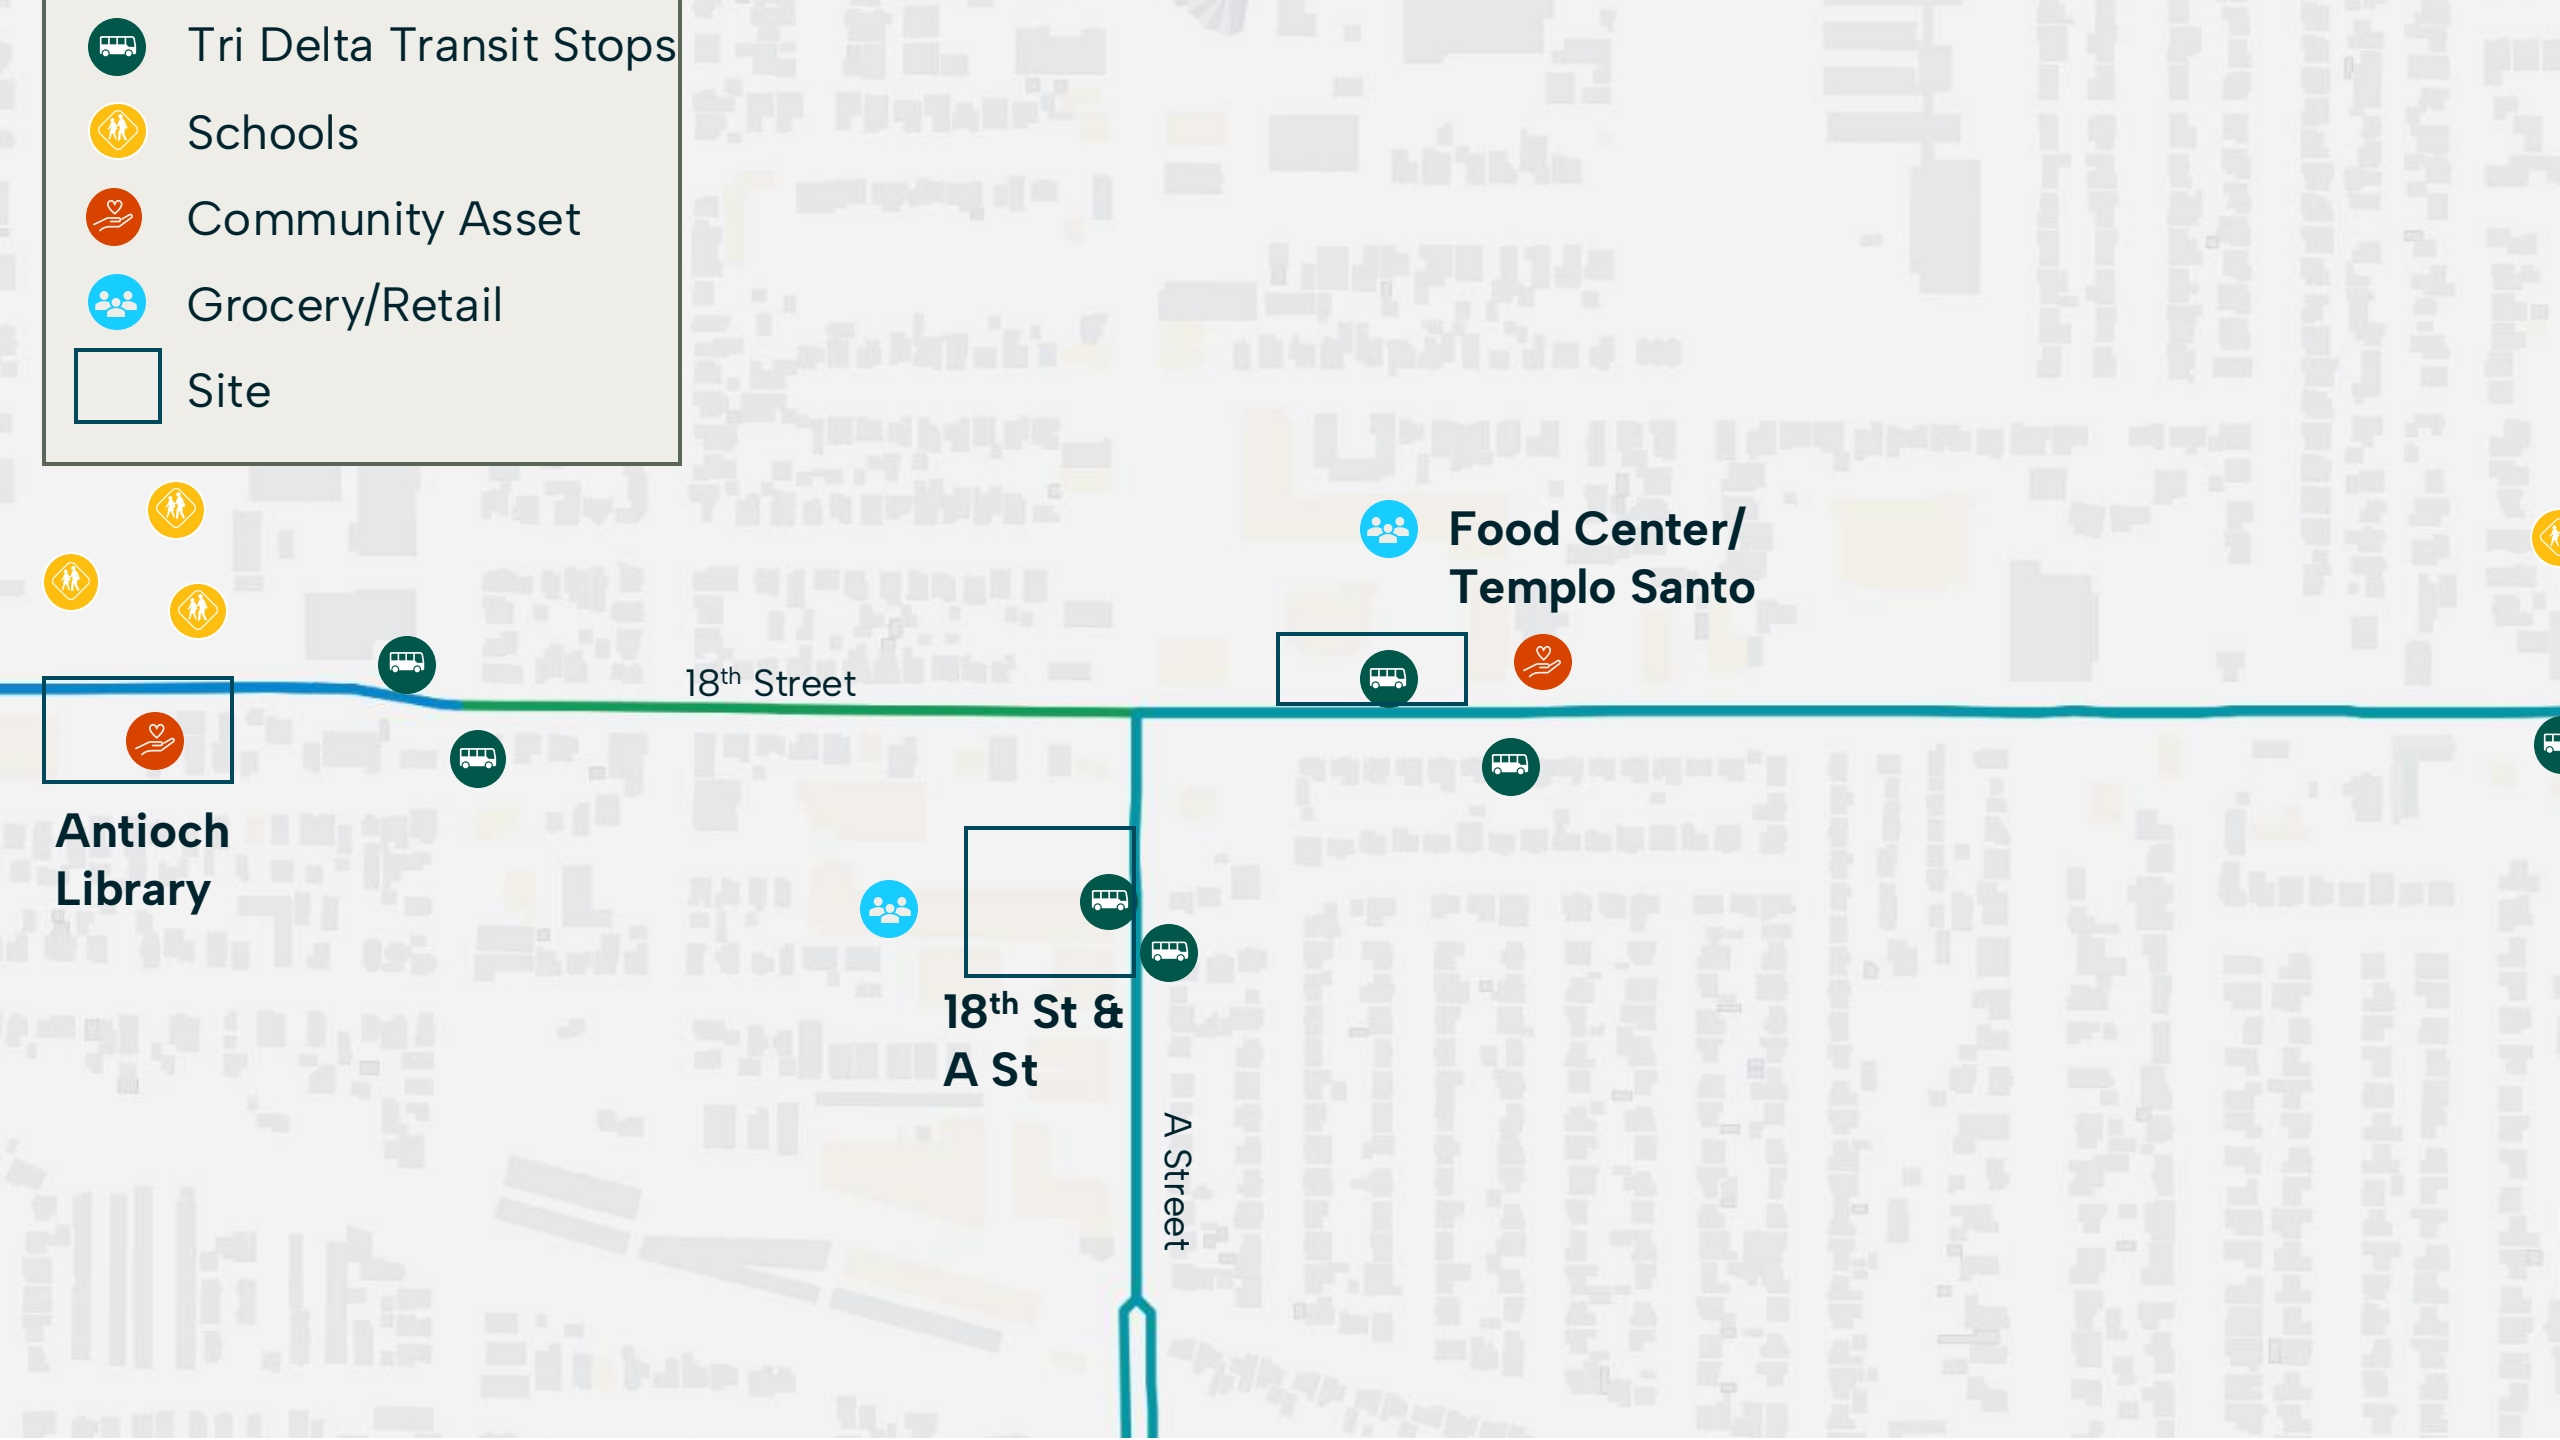 Tri Delta Transit Stops
Schools
Community Asset
Grocery/Retail
Site
Food Center/
Templo Santo
18th Street
Antioch
Library
18th St &
A St
A Street